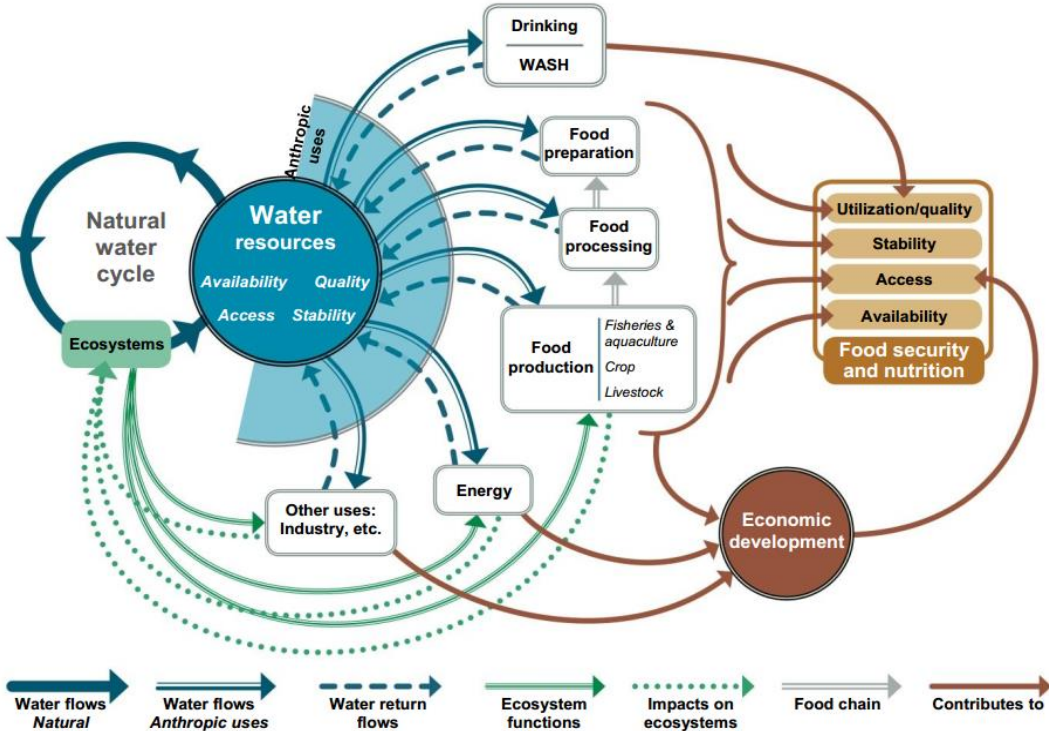 Drinking
WASH
Anthropic
uses
Food
preparation
Natural
water
cycle
Water
resources
Availability Quality
Access Stability
Food
processing
Utilization/quality
Stability
Access
Availability
Food security
and nutrition
Ecosystems
Food
production
Fisheries &
aquaculture
Crop
Livestock
Other uses:
Industry, etc.
Energy
Economic
development
Water flows
Natural
Water flows
Anthropic uses
Water return
flows
Ecosystem
functions
Impacts on
ecosystems
Food chain
Contributes to